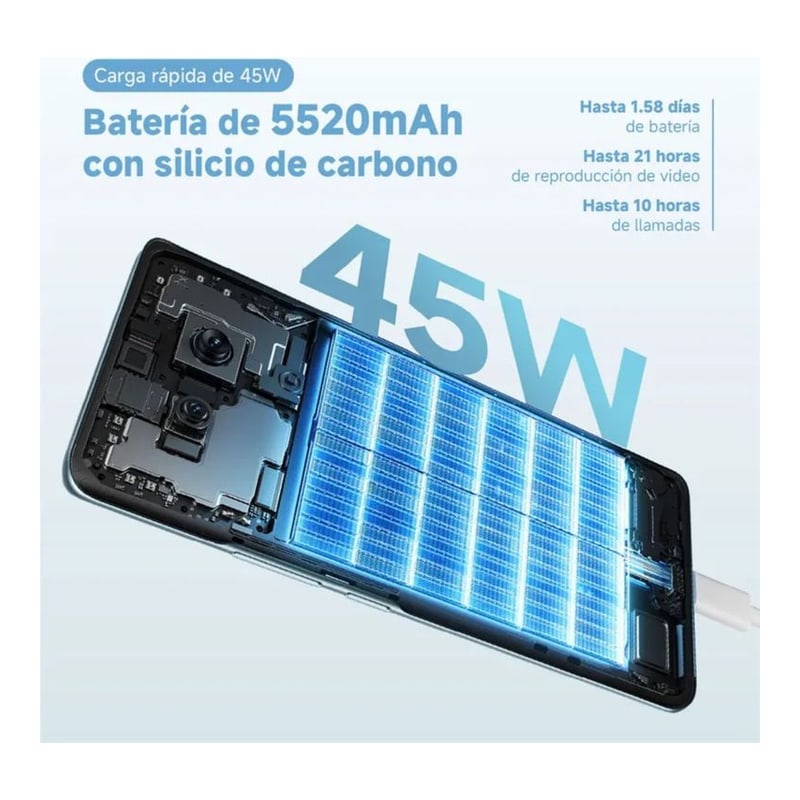 Carga rápida de 45W
Batería de 5520mAh
con silicio de carbono
Hasta 1.58 días
de batería
Hasta 21 horas
de reproducción de video
Hasta 10 horas
de llamadas
45W